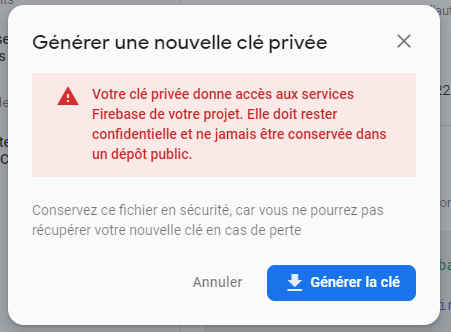 Générer une nouvelle clé privée
Votre clé privée donne accès aux services
Firebase de votre projet. Elle doit rester
confidentielle et ne jamais être conservée dans
un dépôt public.
Conservez ce fichier en sécurité, car vous ne pourrez pas
récupérer votre nouvelle clé en cas de perte
Annuler
Générer la clé